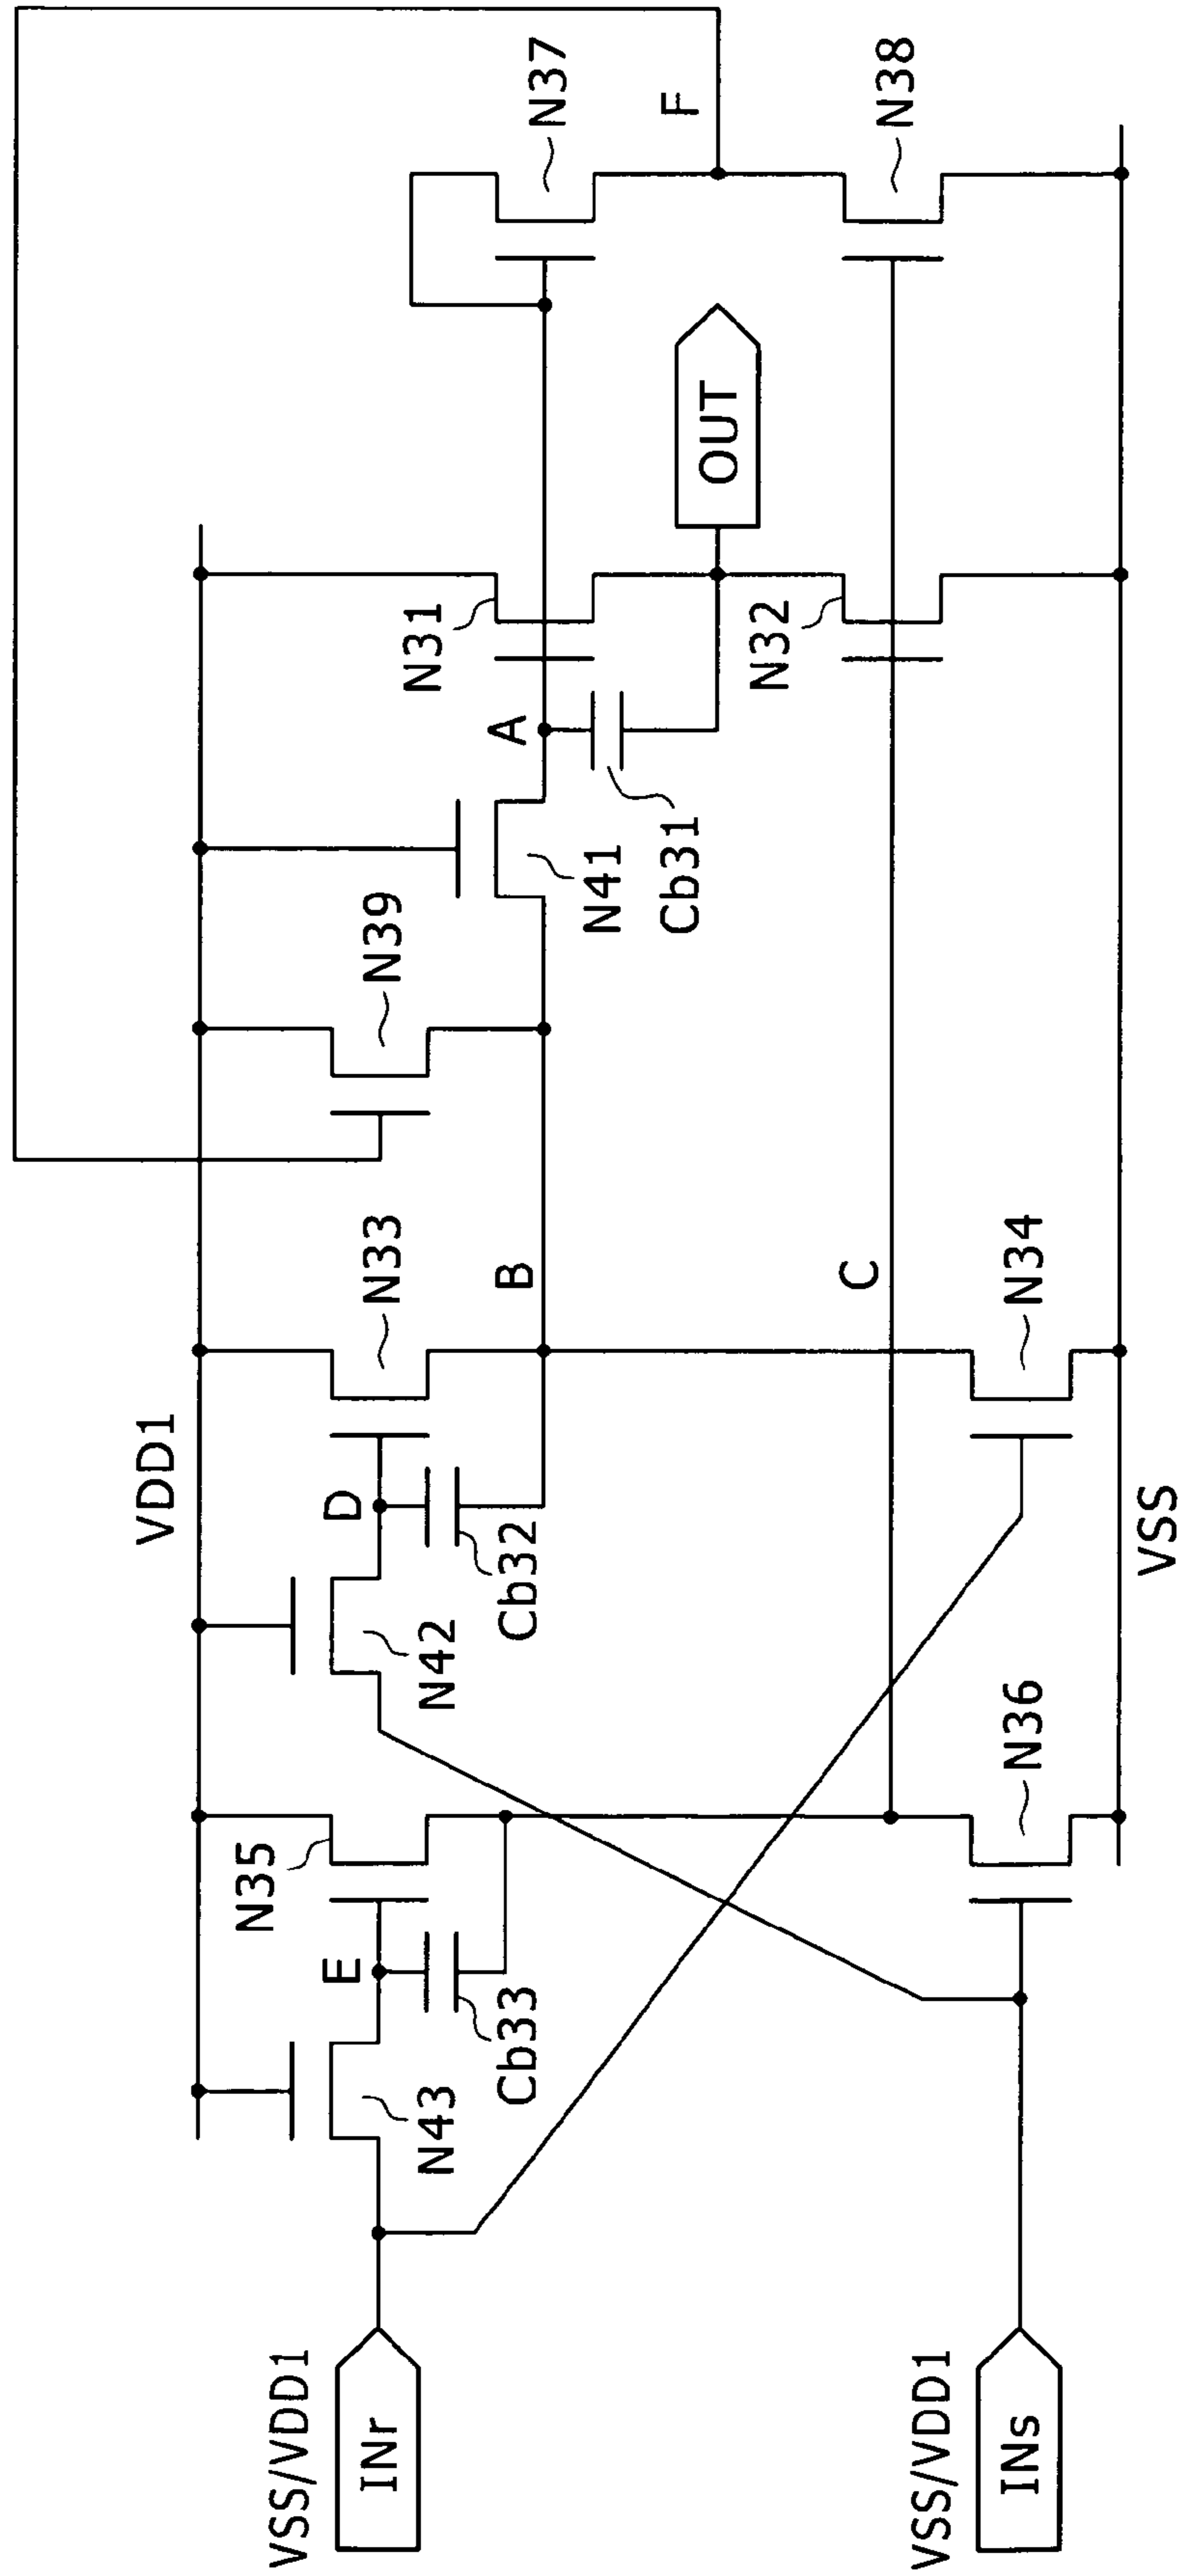 VDD1
N37
F
N38
OUT
N31
N32
A
N41
Cb31
N39
N33
B
C
N34
D
Cb32
N42
VSS
N35
N36
E
Cb33
N43
VSS/VDD1
INr
VSS/VDD1
INs